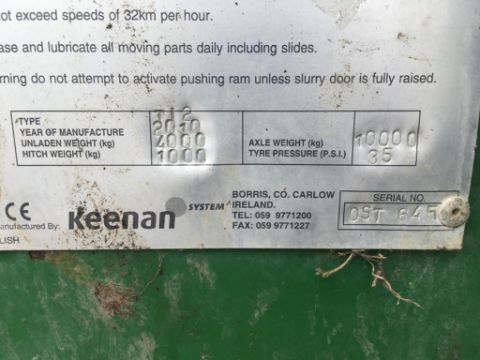 ot exceed speeds of 32km per hour.
ase and lubricate all moving parts daily including slides.
rning do not attempt to activate pushing ram unless slurry door is fully raised.
TYPE
YEAR OF MANUFACTURE 2010
UNLADEN WEIGHT (kg) 4000 AXLE WEIGHT (kg) 10000
HITCH WEIGHT (kg) 1000 TYRE PRESSURE (P.S.I.) 35
CE
anufactured By: Keenan SYSTEM
LISH
BORRIS, CO. CARLOW
IRELAND.
TEL: 059 9771200
FAX: 059 9771227
SERIAL NO.
OST